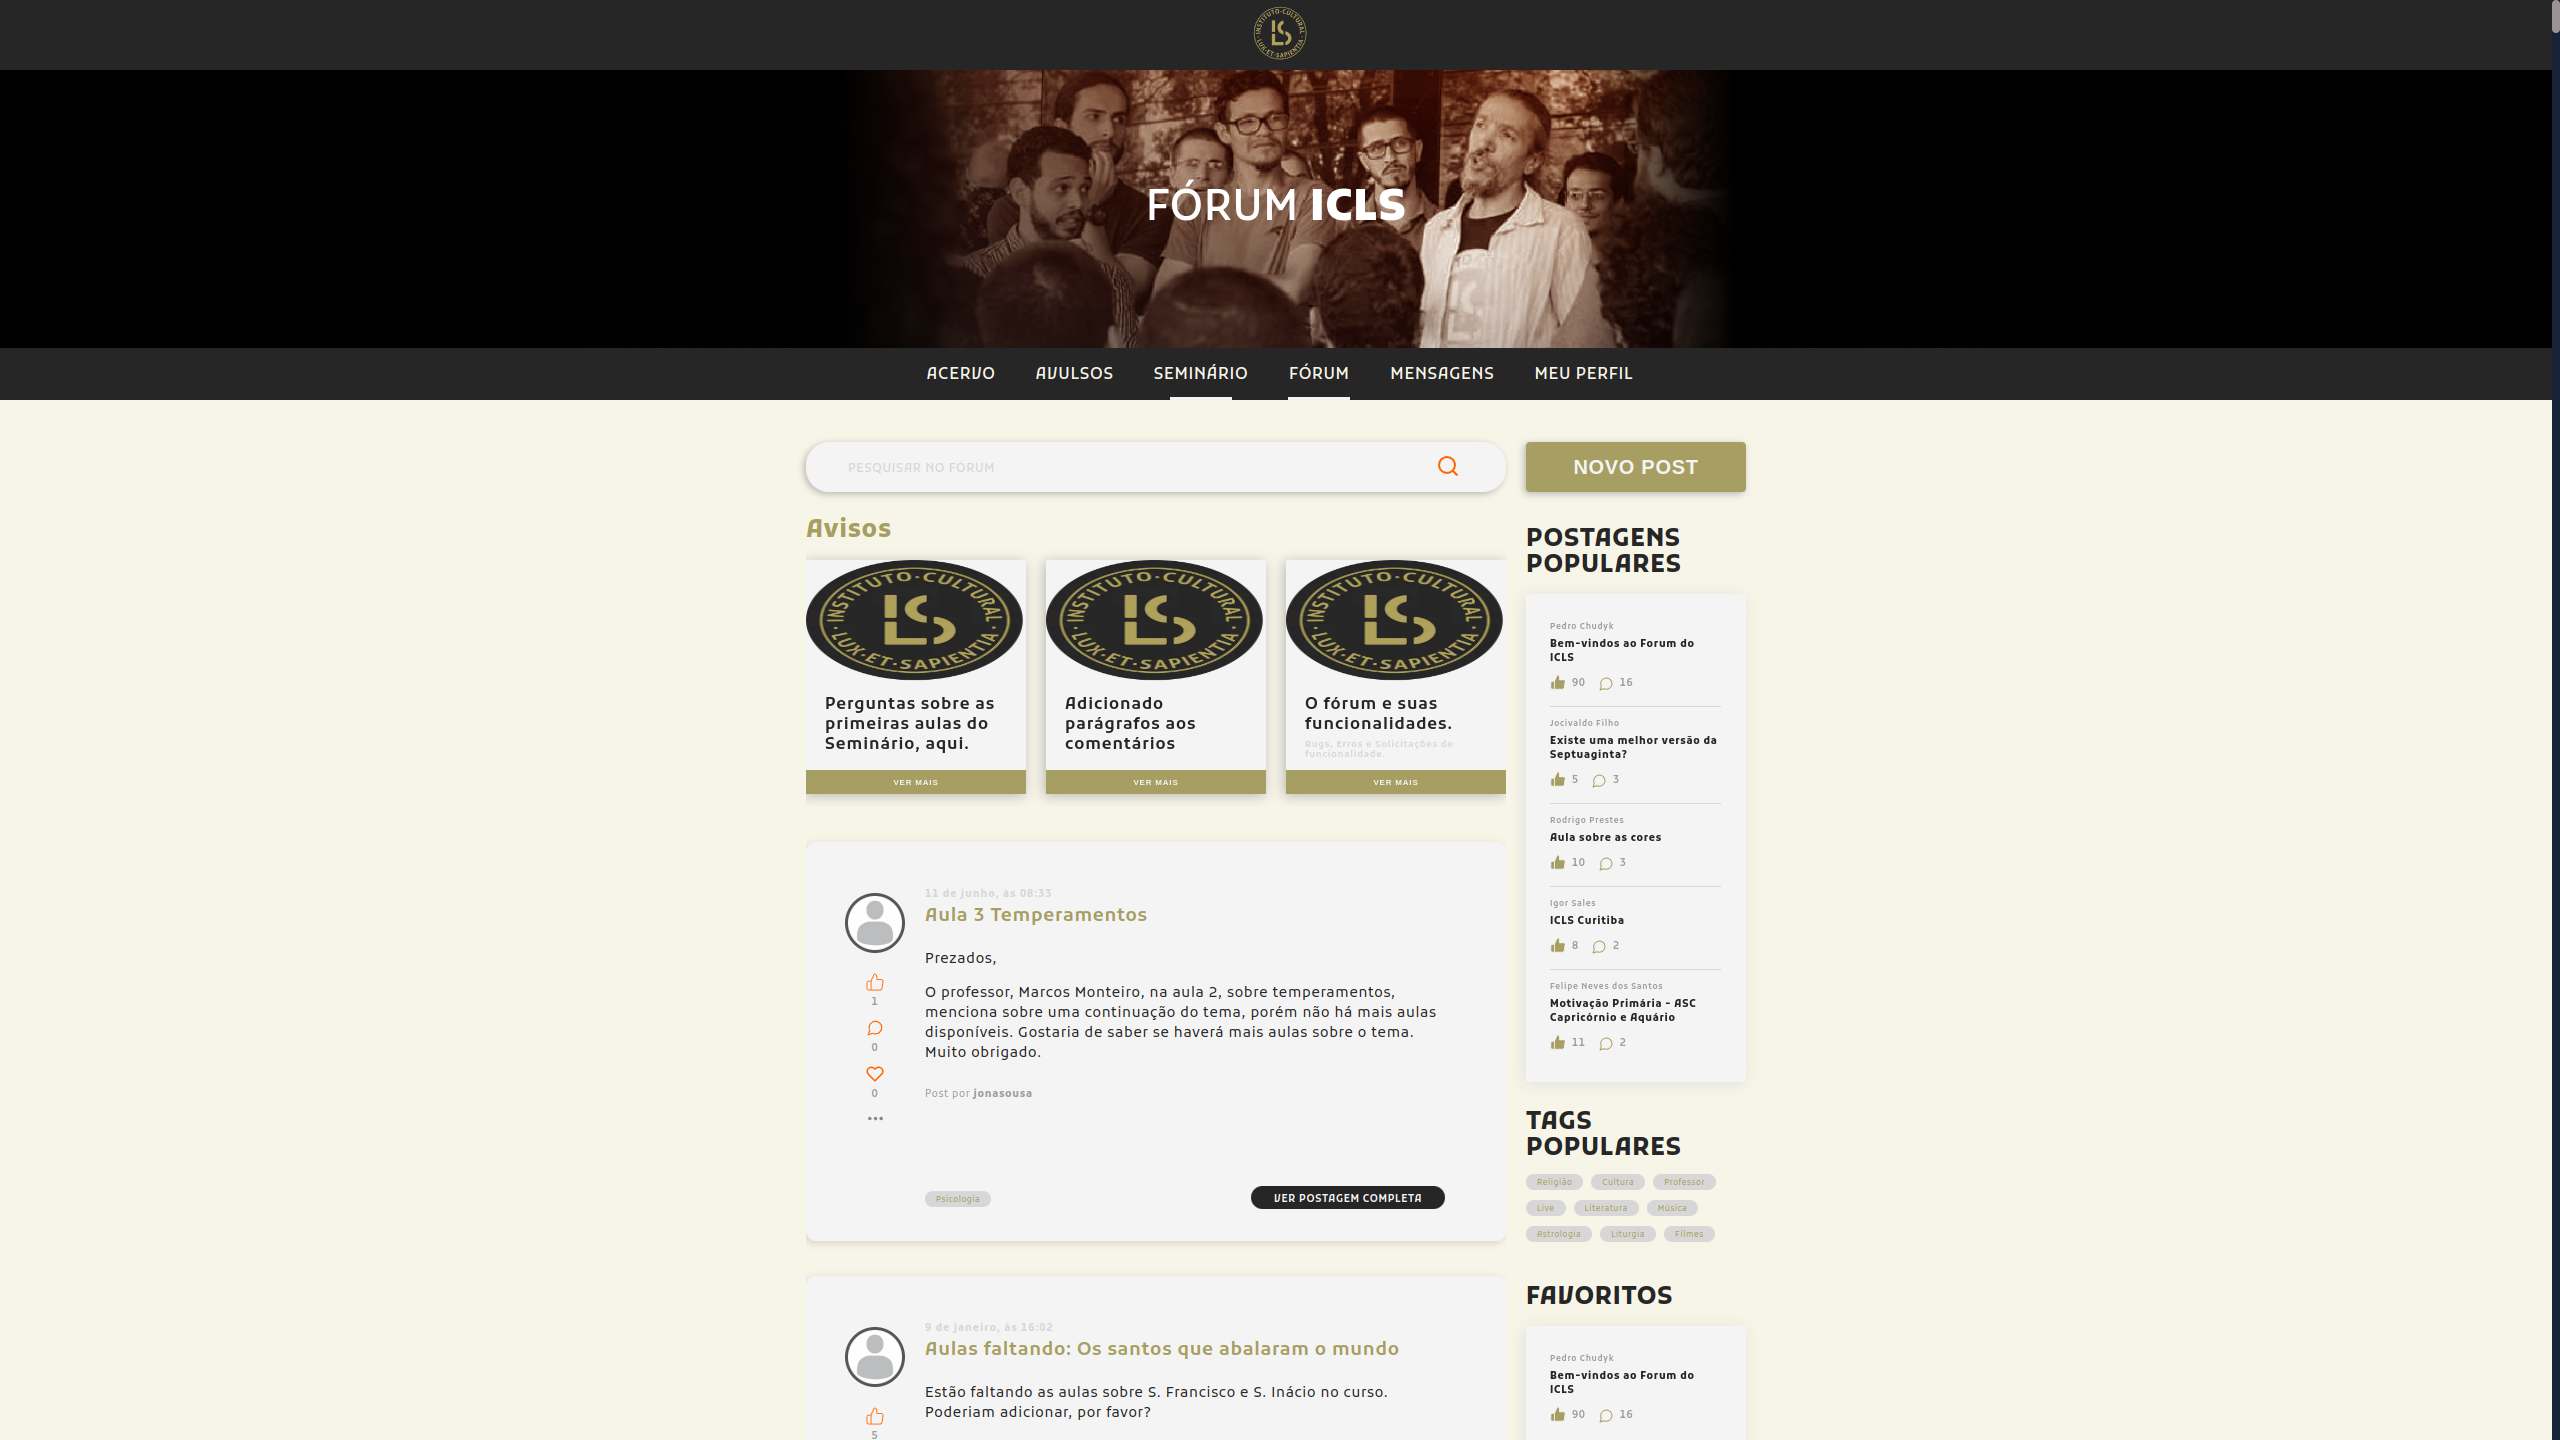 INSTITUTO·CULTURAL
·LUX·ET·SAPIENTIA·
FÓRUM ICLS
ACERVO
AVULSOS
SEMINÁRIO
FÓRUM
MENSAGENS
MEU PERFIL
PESQUISAR NO FÓRUM
NOVO POST
Avisos
INSTITUTO·CULTURAL
·LUX·ET·SAPIENTIA·
Perguntas sobre as
primeiras aulas do
Seminário, aqui.
VER MAIS
INSTITUTO·CULTURAL
·LUX·ET·SAPIENTIA·
Adicionado
parágrafos aos
comentários
VER MAIS
INSTITUTO·CULTURAL
·LUX·ET·SAPIENTIA·
O fórum e suas
funcionalidades.
Bugs, Erros e Solicitações de
funcionalidade.
VER MAIS
11 de junho, às 08:33
Aula 3 Temperamentos
Prezados,
O professor, Marcos Monteiro, na aula 2, sobre temperamentos,
menciona sobre uma continuação do tema, porém não há mais aulas
disponíveis. Gostaria de saber se haverá mais aulas sobre o tema.
Muito obrigado.
1
0
0
Post por jonasousa
Psicologia
VER POSTAGEM COMPLETA
9 de janeiro, às 16:02
Aulas faltando: Os santos que abalaram o mundo
Estão faltando as aulas sobre S. Francisco e S. Inácio no curso.
Poderiam adicionar, por favor?
5
POSTAGENS
POPULARES
Pedro Chudyk
Bem-vindos ao Forum do
ICLS
90 16
Jocivaldo Filho
Existe uma melhor versão da
Septuaginta?
5 3
Rodrigo Prestes
Aula sobre as cores
10 3
Igor Sales
ICLS Curitiba
8 2
Felipe Neves dos Santos
Motivação Primária - ASC
Capricórnio e Aquário
11 2
TAGS
POPULARES
Religião Cultura Professor
Live Literatura Música
Astrologia Liturgia Filmes
FAVORITOS
Pedro Chudyk
Bem-vindos ao Forum do
ICLS
90 16